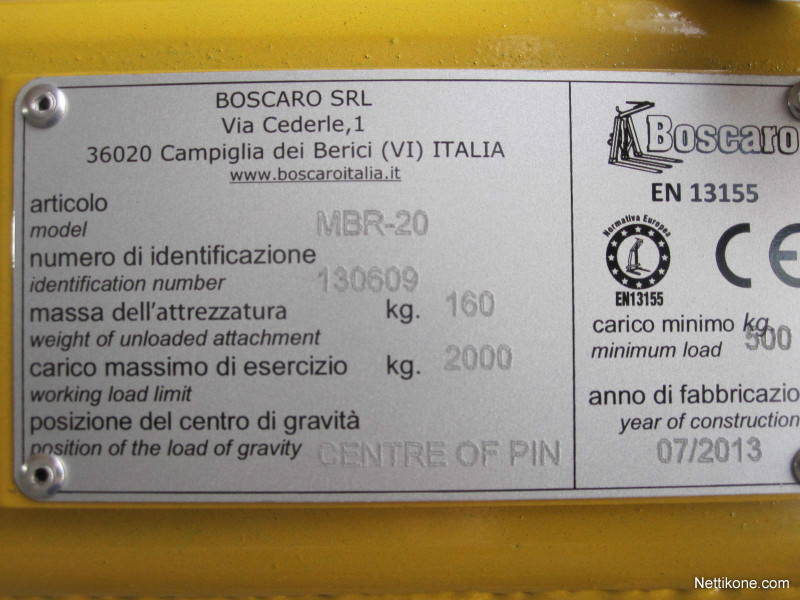 BOSCARO SRL
Via Cederle,1
36020 Campiglia dei Berici (VI) ITALIA
www.boscaroitalia.it
articolo
model MBR-20
numero di identificazione
identification number 130609
massa dell'attrezzatura kg. 160
weight of unloaded attachment
carico massimo di esercizio kg. 2000
working load limit
posizione del centro di gravità
position of the load of gravity CENTRE OF PIN
Boscaro
EN 13155
Normativa Europea
EN13155
CE
carico minimo kg.
minimum load 500
anno di fabbricazio
year of construction
07/2013
Nettikone.com